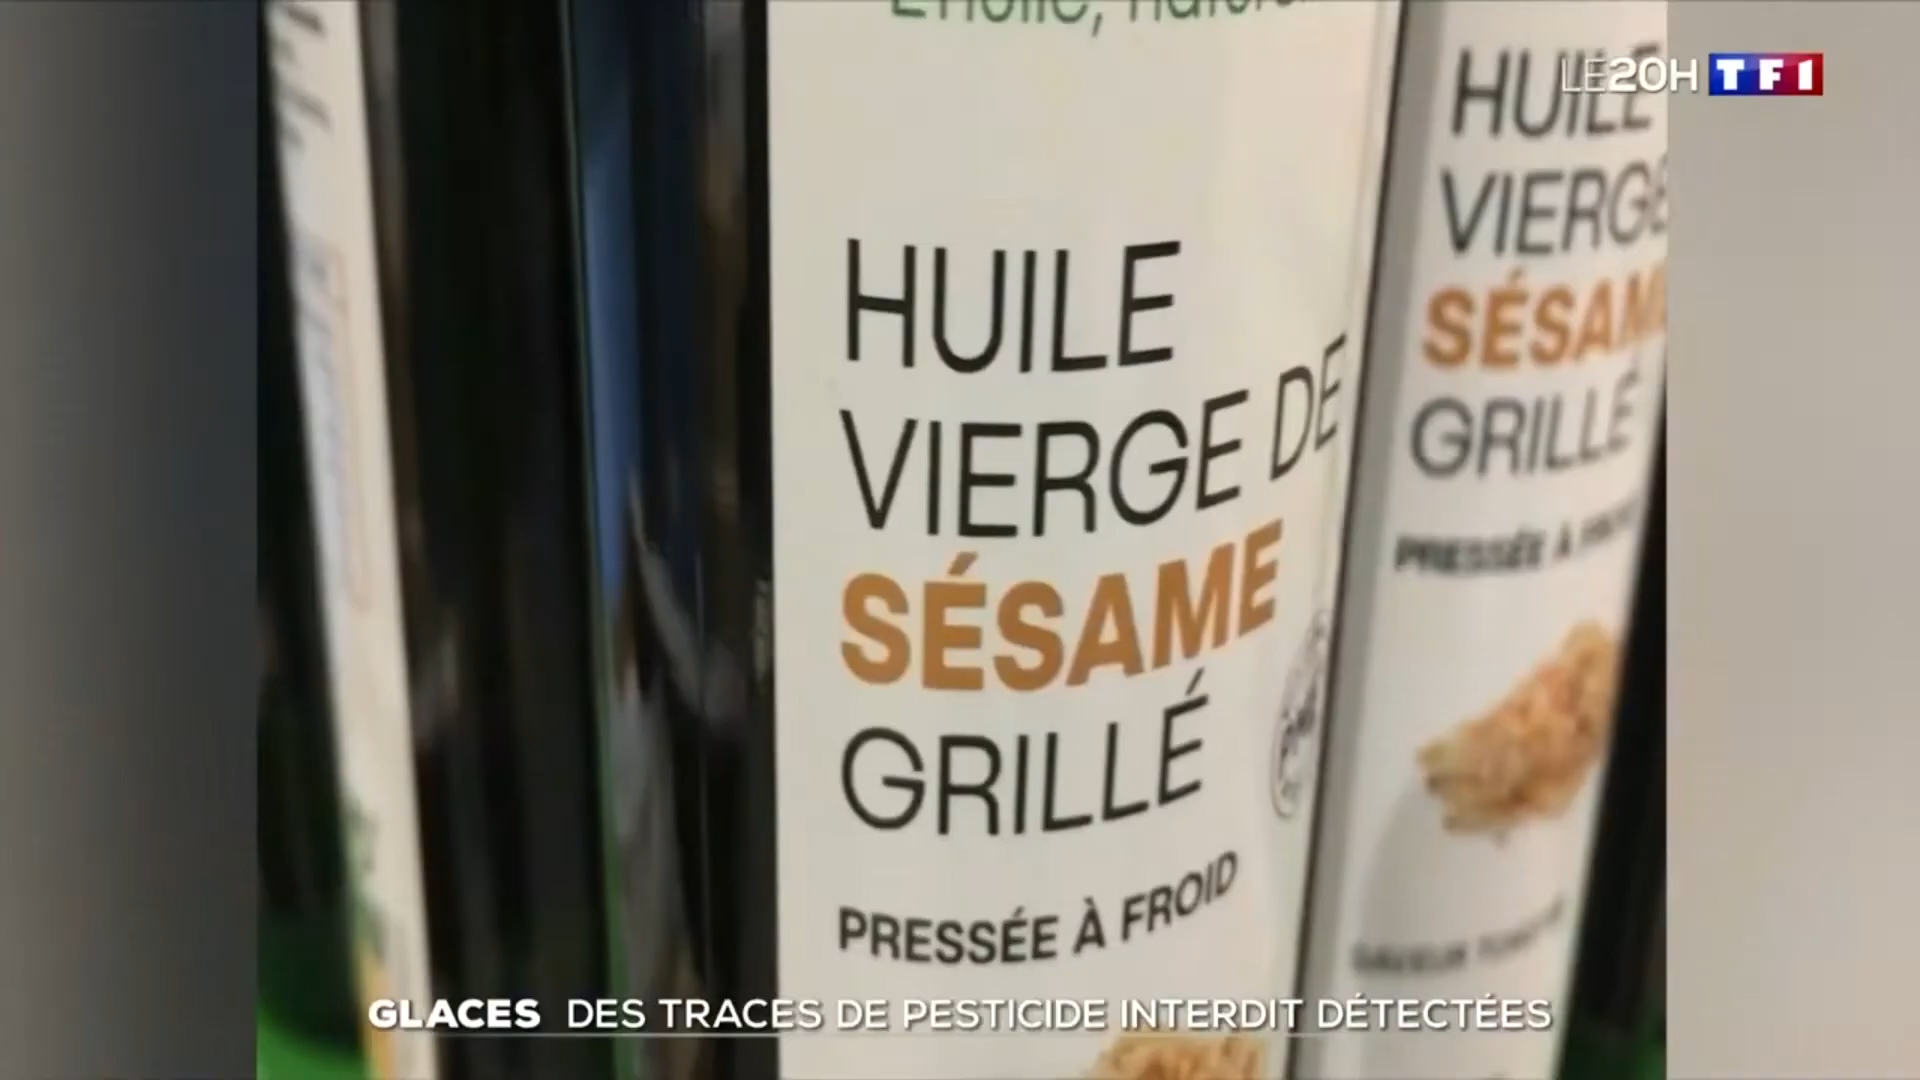 LE20H TF1
HUILE
VIERGE DE
SÉSAME
GRILLÉ
PRESSÉE À FROID
HUILE
VIERGE
SÉSAME
GRILLÉ
PRESSÉE À
GLACES DES TRACES DE PESTICIDE INTERDIT DÉTECTÉES